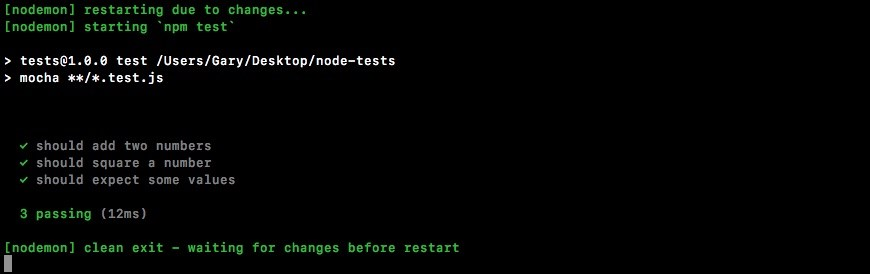 [nodemon] restarting due to changes...
[nodemon] starting `npm test`
> tests@1.0.0 test /Users/Gary/Desktop/node-tests
> mocha **/*.test.js
✓ should add two numbers
✓ should square a number
✓ should expect some values
3 passing (12ms)
[nodemon] clean exit - waiting for changes before restart